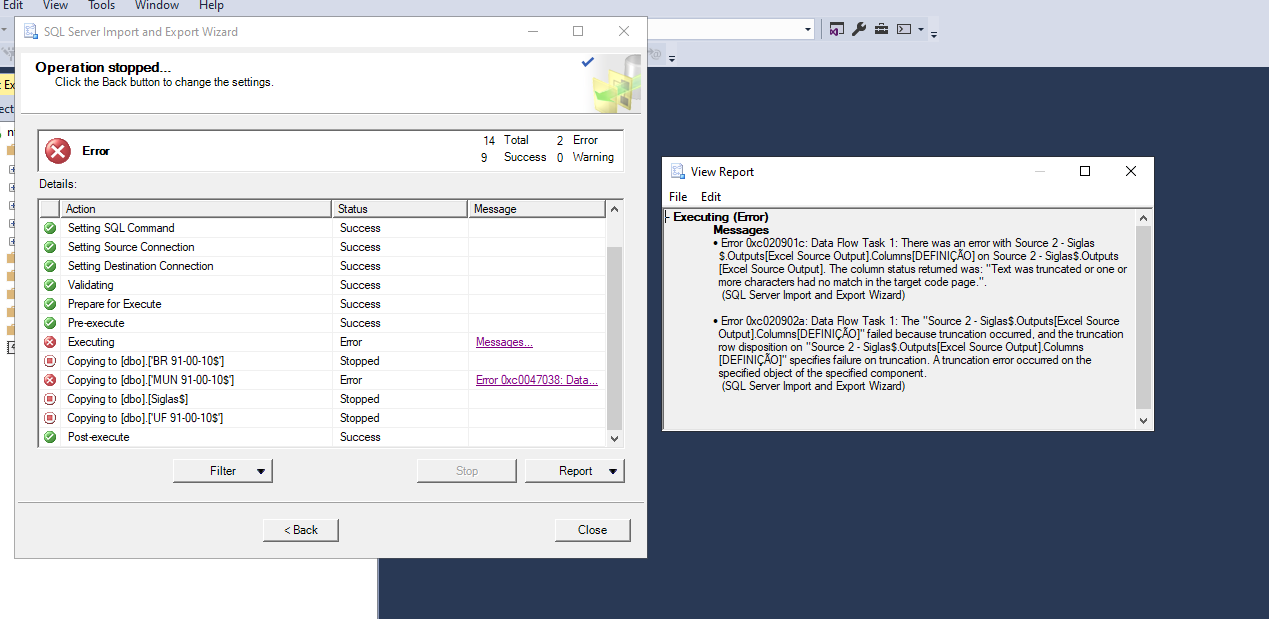 Edit View Tools Window Help
SQL Server Import and Export Wizard
Operation stopped...
Click the Back button to change the settings.
Error
14 Total 2 Error
9 Success 0 Warning
Details:
Action Status Message
Setting SQL Command Success
Setting Source Connection Success
Setting Destination Connection Success
Validating Success
Prepare for Execute Success
Pre-execute Success
Executing Error Messages...
Copying to [dbo].['BR 91-00-10$'] Stopped
Copying to [dbo].['MUN 91-00-10$'] Error Error 0xc0047038: Data...
Copying to [dbo].[Siglas$] Stopped
Copying to [dbo].['UF 91-00-10$'] Stopped
Post-execute Success
Filter Stop Report
< Back Close
View Report
File Edit
Executing (Error)
Messages
• Error 0xc020901c: Data Flow Task 1: There was an error with Source 2 - Siglas
$.Outputs[Excel Source Output].Columns[DEFINIÇÃO] on Source 2 - Siglas$.Outputs
[Excel Source Output]. The column status returned was: "Text was truncated or one or
more characters had no match in the target code page.".
(SQL Server Import and Export Wizard)
• Error 0xc020902a: Data Flow Task 1: The "Source 2 - Siglas$.Outputs[Excel Source
Output].Columns[DEFINIÇÃO]" failed because truncation occurred, and the truncation
row disposition on "Source 2 - Siglas$.Outputs[Excel Source Output].Columns
[DEFINIÇÃO]" specifies failure on truncation. A truncation error occurred on the
specified object of the specified component.
(SQL Server Import and Export Wizard)